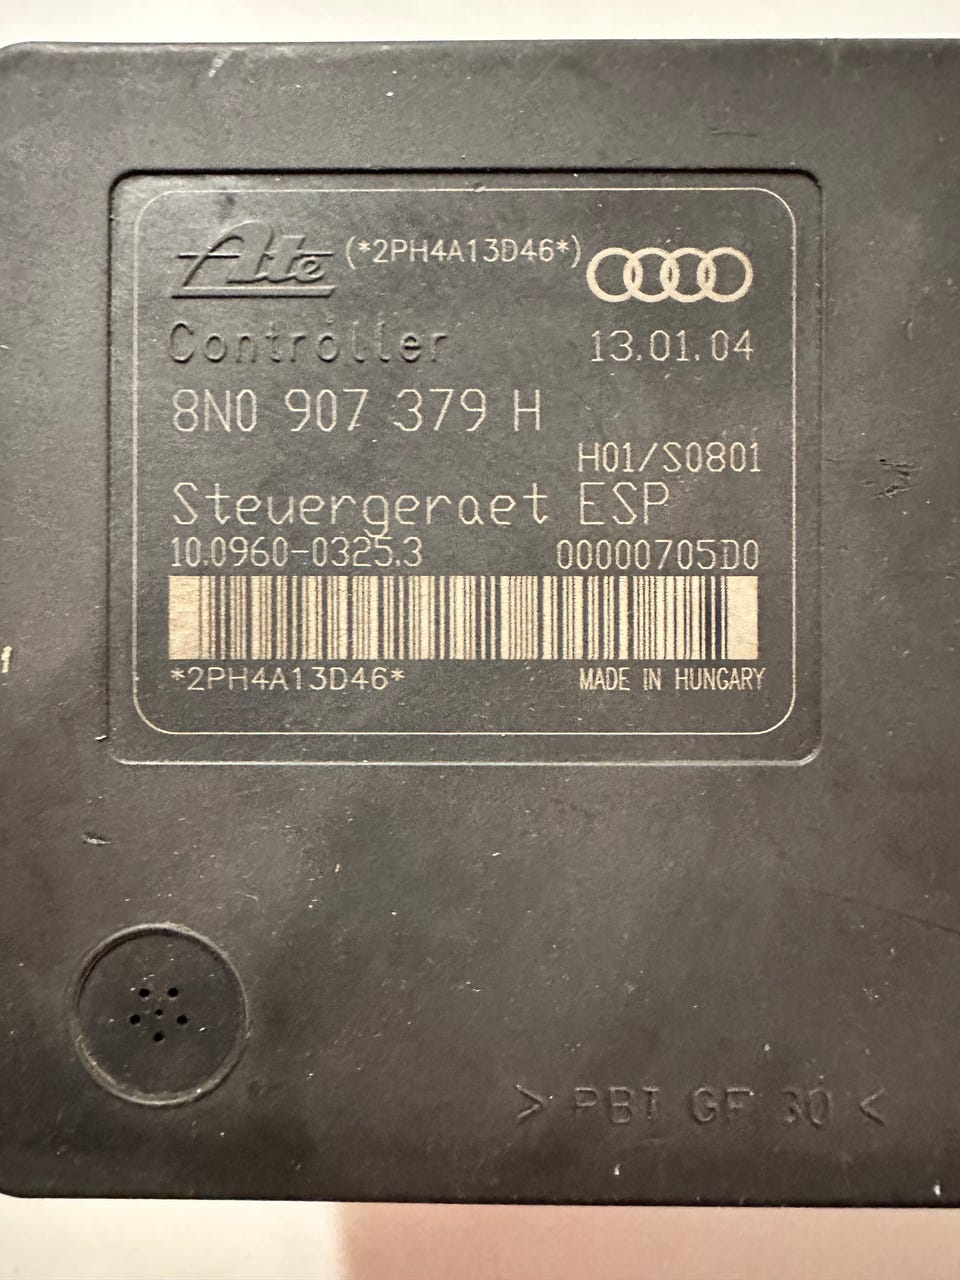 Ate (*2PH4A13D46*)
Controller 13.01.04
8N0 907 379 H
H01/S0801
Steuergeraet ESP
10.0960-0325.3 00000705D0
*2PH4A13D46* MADE IN HUNGARY
> PBT GF 30 <